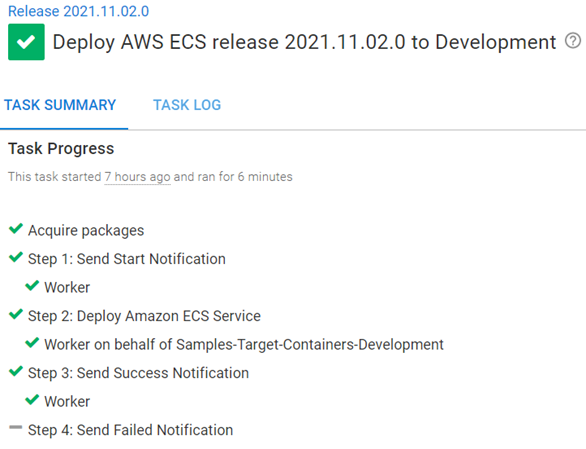 Release 2021.11.02.0
Deploy AWS ECS release 2021.11.02.0 to Development ?
TASK SUMMARY TASK LOG
Task Progress
This task started 7 hours ago and ran for 6 minutes
Acquire packages
Step 1: Send Start Notification
Worker
Step 2: Deploy Amazon ECS Service
Worker on behalf of Samples-Target-Containers-Development
Step 3: Send Success Notification
Worker
Step 4: Send Failed Notification